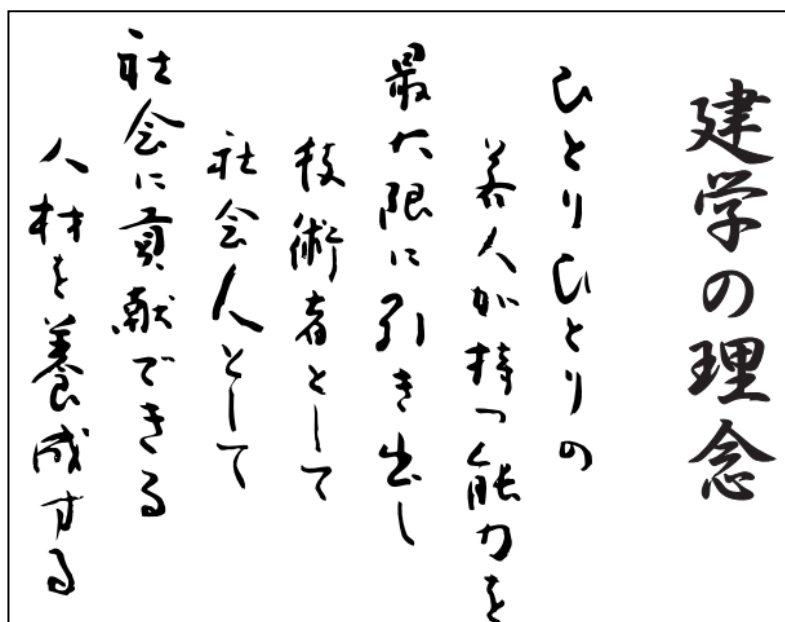 建学の理念
ひとりひとりの
若人が持つ能力を
最大限に引き出し
技術者として
社会人として
社会に貢献できる
人材を養成する